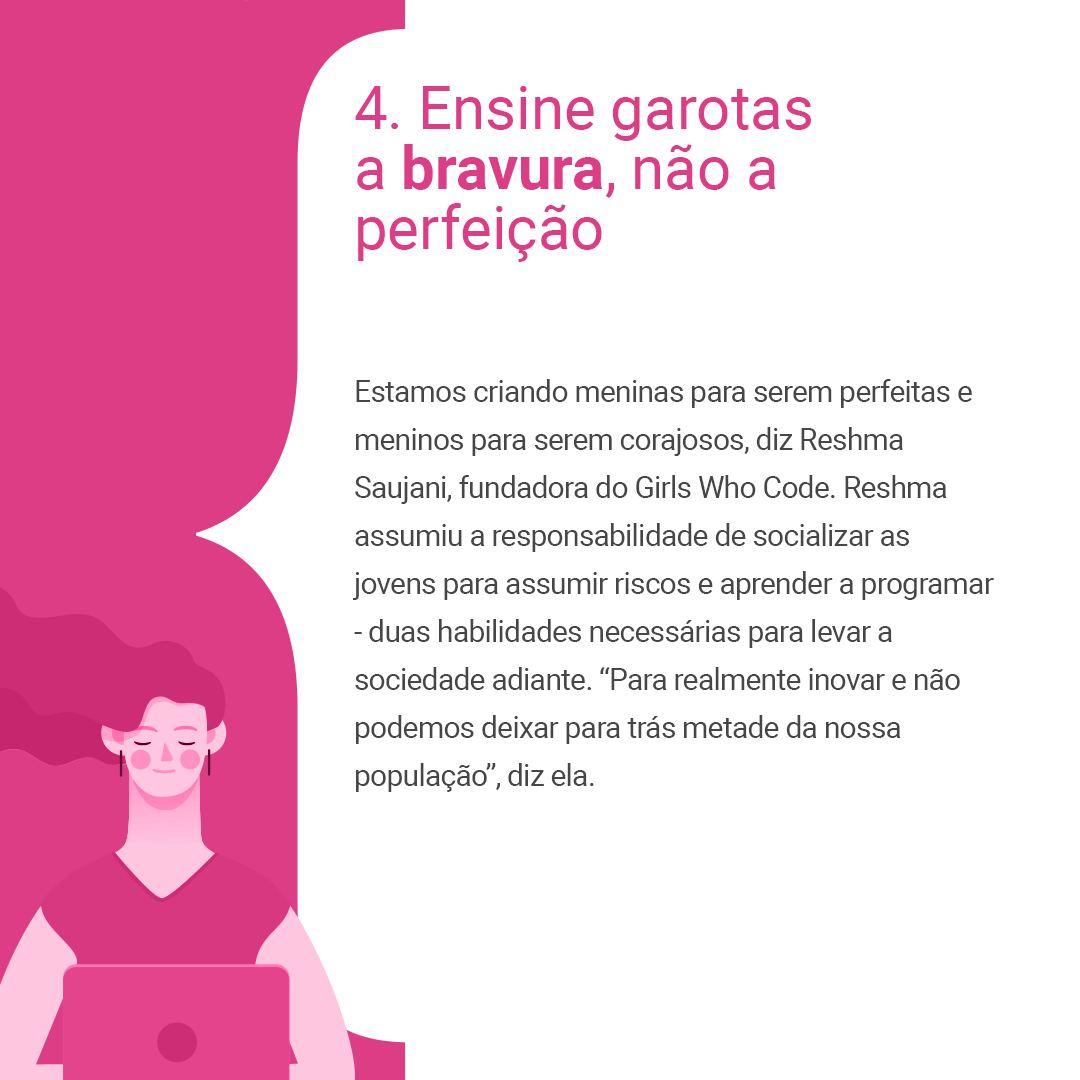 4. Ensine garotas
a bravura, não a
perfeição
Estamos criando meninas para serem perfeitas e
meninos para serem corajosos, diz Reshma
Saujani, fundadora do Girls Who Code. Reshma
assumiu a responsabilidade de socializar as
jovens para assumir riscos e aprender a programar
- duas habilidades necessárias para levar a
sociedade adiante. “Para realmente inovar e não
podemos deixar para trás metade da nossa
população”, diz ela.